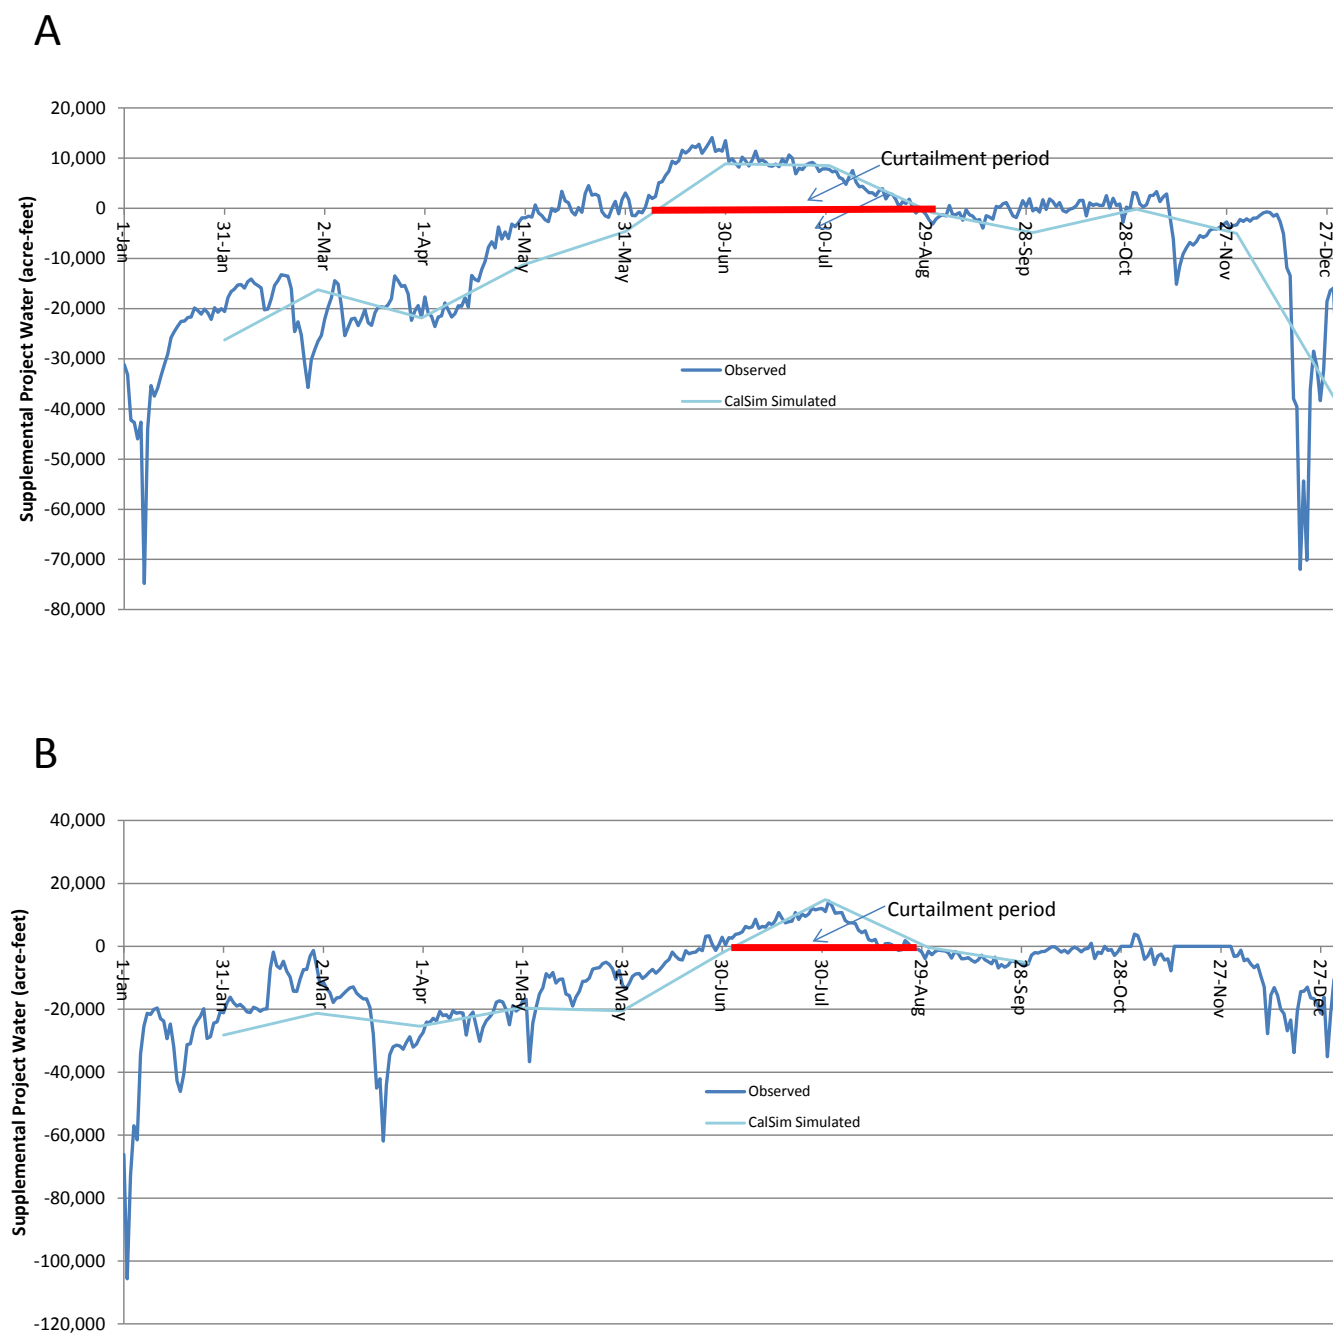 A
Supplemental Project Water (acre-feet)
20,000
10,000
0
-10,000
-20,000
-30,000
-40,000
-50,000
-60,000
-70,000
-80,000
1-Jan
31-Jan
2-Mar
1-Apr
1-May
31-May
30-Jun
30-Jul
29-Aug
28-Sep
28-Oct
27-Nov
27-Dec
Curtailment period
Observed
CalSim Simulated
B
Supplemental Project Water (acre-feet)
40,000
20,000
0
-20,000
-40,000
-60,000
-80,000
-100,000
-120,000
1-Jan
31-Jan
2-Mar
1-Apr
1-May
31-May
30-Jun
30-Jul
29-Aug
28-Sep
28-Oct
27-Nov
27-Dec
Curtailment period
Observed
CalSim Simulated